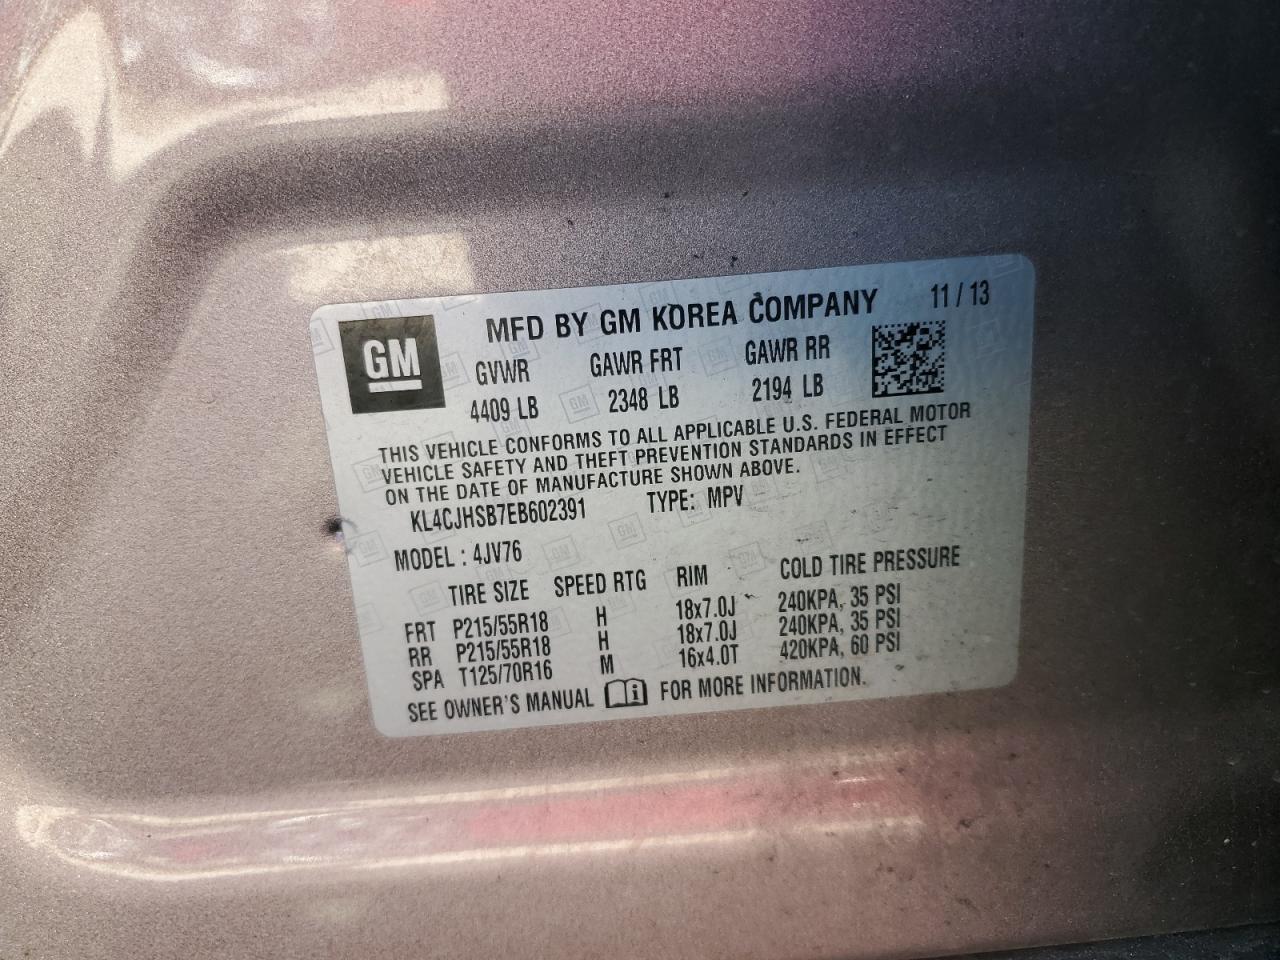 MFD BY GM KOREA COMPANY 11 / 13
GM
GVWR GAWR FRT GAWR RR
4409 LB 2348 LB 2194 LB
THIS VEHICLE CONFORMS TO ALL APPLICABLE U.S. FEDERAL MOTOR
VEHICLE SAFETY AND THEFT PREVENTION STANDARDS IN EFFECT
ON THE DATE OF MANUFACTURE SHOWN ABOVE.
KL4CJHSB7EB602391 TYPE: MPV
MODEL : 4JV76
TIRE SIZE SPEED RTG RIM COLD TIRE PRESSURE
FRT P215/55R18 H 18x7.0J 240KPA, 35 PSI
RR P215/55R18 H 18x7.0J 240KPA, 35 PSI
SPA T125/70R16 M 16x4.0T 420KPA, 60 PSI
SEE OWNER'S MANUAL i FOR MORE INFORMATION.